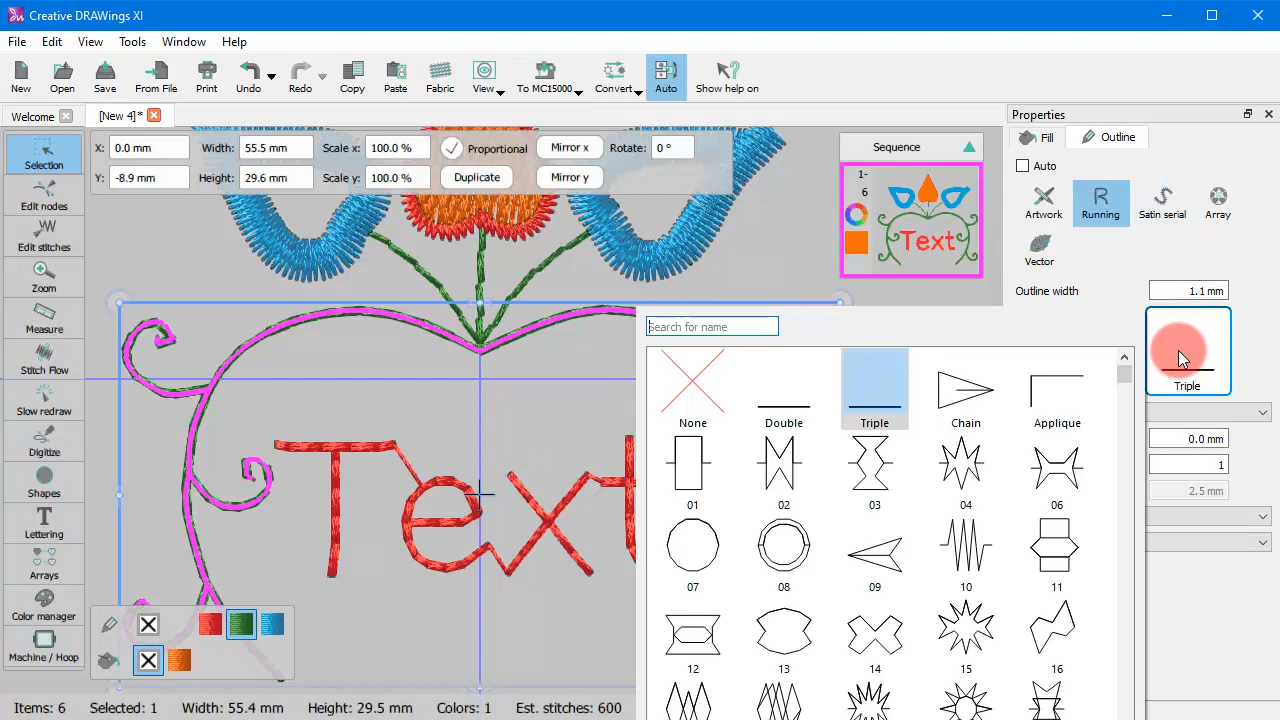 Creative DRAWings XI
File Edit View Tools Window Help
New Open Save From File Print Undo Redo Copy Paste Fabric View To MC15000 Convert Auto Show help on
Welcome [New 4]*
Properties
Fill Outline
Auto
Artwork Running Satin serial Array
Vector
Outline width 1.1 mm
Triple
0.0 mm
1
2.5 mm
Selection
Edit nodes
Edit stitches
Zoom
Measure
Stitch Flow
Slow redraw
Digitize
Shapes
Lettering
Arrays
Color manager
Machine / Hoop
X: 0.0 mm Width: 55.5 mm Scale x: 100.0 % Proportional Mirror x Rotate: 0 °
Y: -8.9 mm Height: 29.6 mm Scale y: 100.0 % Duplicate Mirror y
Sequence
1-
6
Text
Text
Search for name
None Double Triple Chain Applique
01 02 03 04 06
07 08 09 10 11
12 13 14 15 16
Items: 6 Selected: 1 Width: 55.4 mm Height: 29.5 mm Colors: 1 Est. stitches: 600